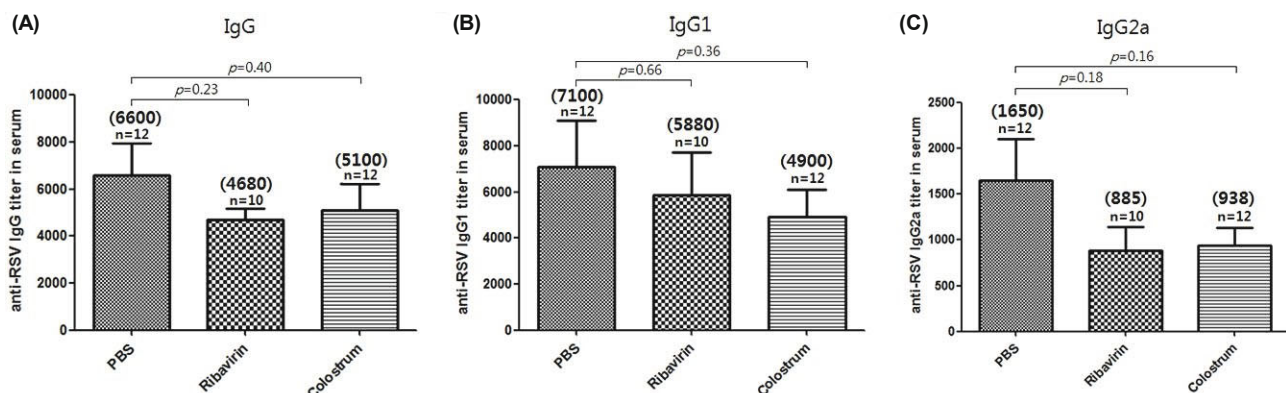 (A)
IgG
p=0.40
p=0.23
anti-RSV IgG titer in serum
10000
8000
6000
4000
2000
0
(6600)
n=12
(4680)
n=10
(5100)
n=12
PBS
Ribavirin
Colostrum
(B)
IgG1
p=0.36
p=0.66
anti-RSV IgG1 titer in serum
10000
8000
6000
4000
2000
0
(7100)
n=12
(5880)
n=10
(4900)
n=12
PBS
Ribavirin
Colostrum
(C)
IgG2a
p=0.16
p=0.18
anti-RSV IgG2a titer in serum
2500
2000
1500
1000
500
0
(1650)
n=12
(885)
n=10
(938)
n=12
PBS
Ribavirin
Colostrum